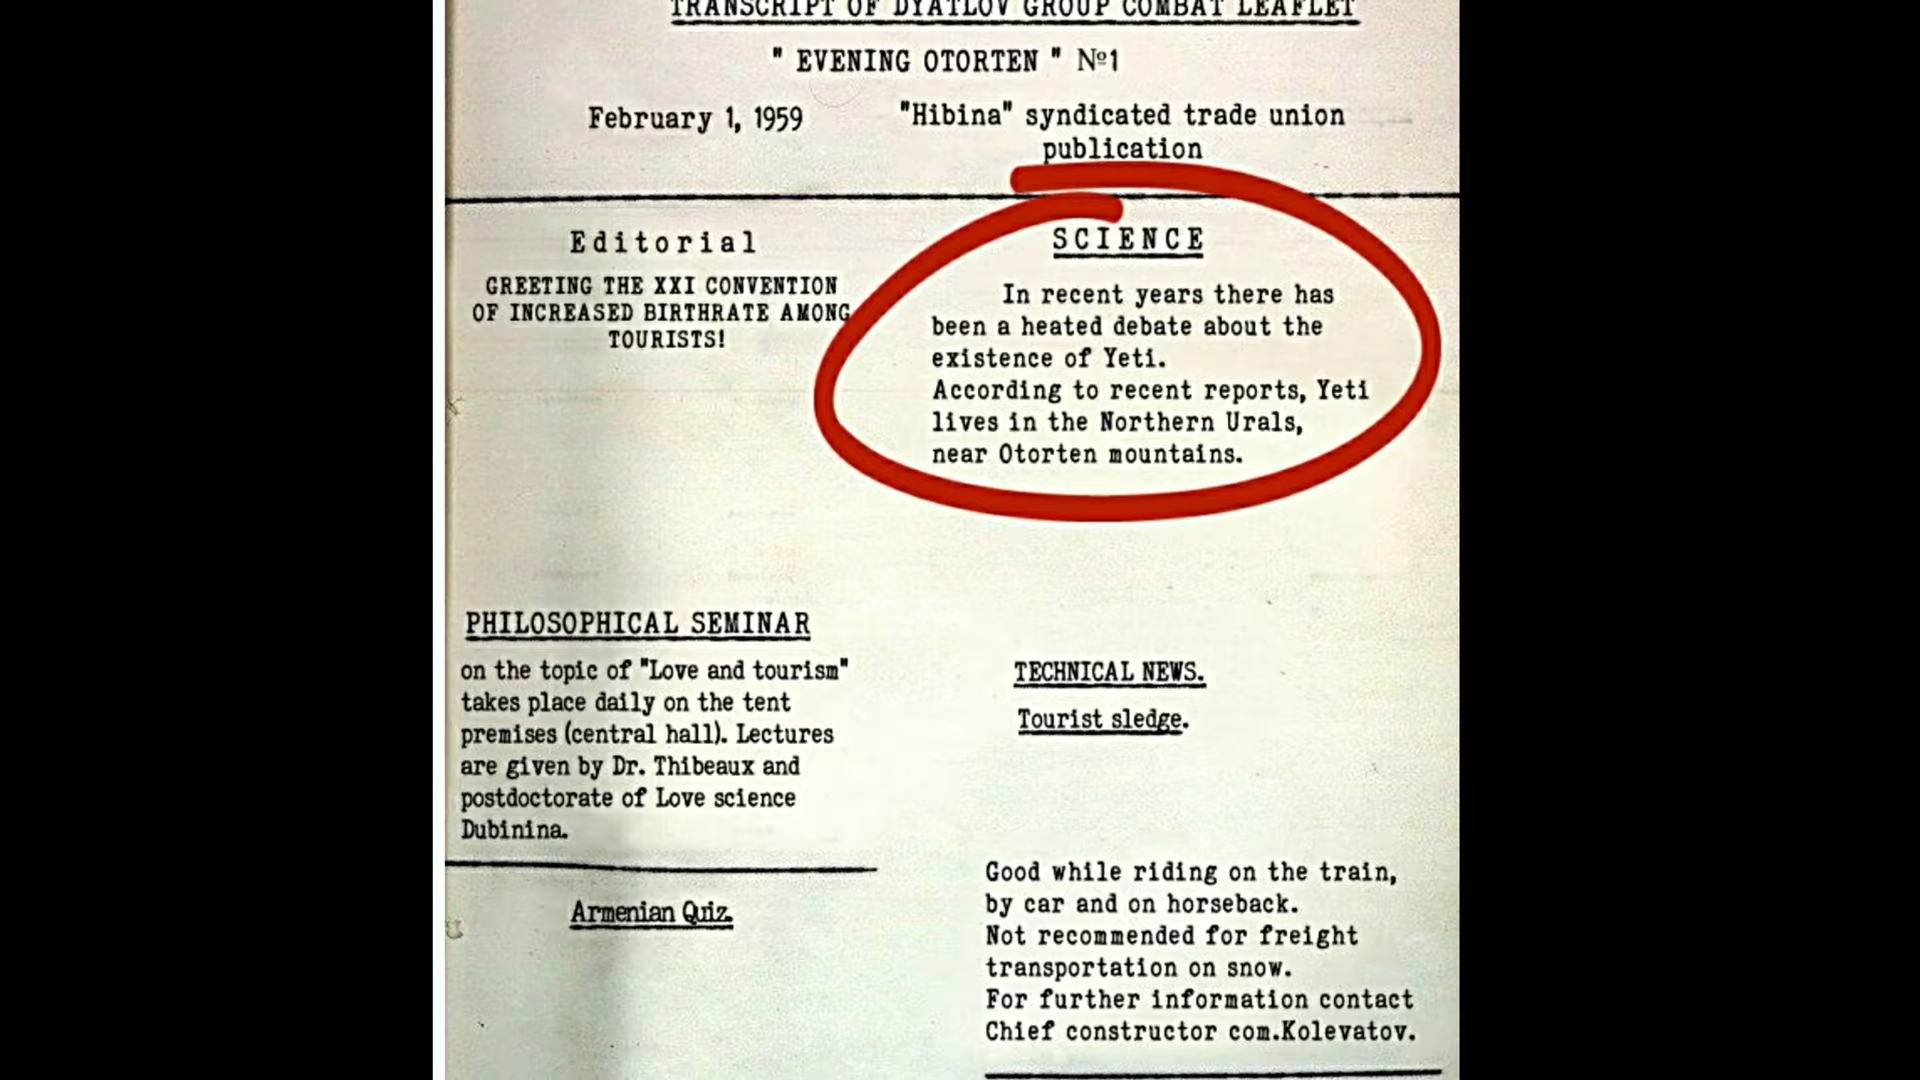 TRANSCRIPT OF DYATLOV GROUP COMBAT LEAFLET
" EVENING OTORTEN " №1
February 1, 1959
"Hibina" syndicated trade union
publication
Editorial
GREETING THE XXI CONVENTION
OF INCREASED BIRTHRATE AMONG
TOURISTS!
SCIENCE
In recent years there has
been a heated debate about the
existence of Yeti.
According to recent reports, Yeti
lives in the Northern Urals,
near Otorten mountains.
PHILOSOPHICAL SEMINAR
on the topic of "Love and tourism"
takes place daily on the tent
premises (central hall). Lectures
are given by Dr. Thibeaux and
postdoctorate of Love science
Dubinina.
Armenian Quiz.
TECHNICAL NEWS.
Tourist sledge.
Good while riding on the train,
by car and on horseback.
Not recommended for freight
transportation on snow.
For further information contact
Chief constructor com.Kolevatov.